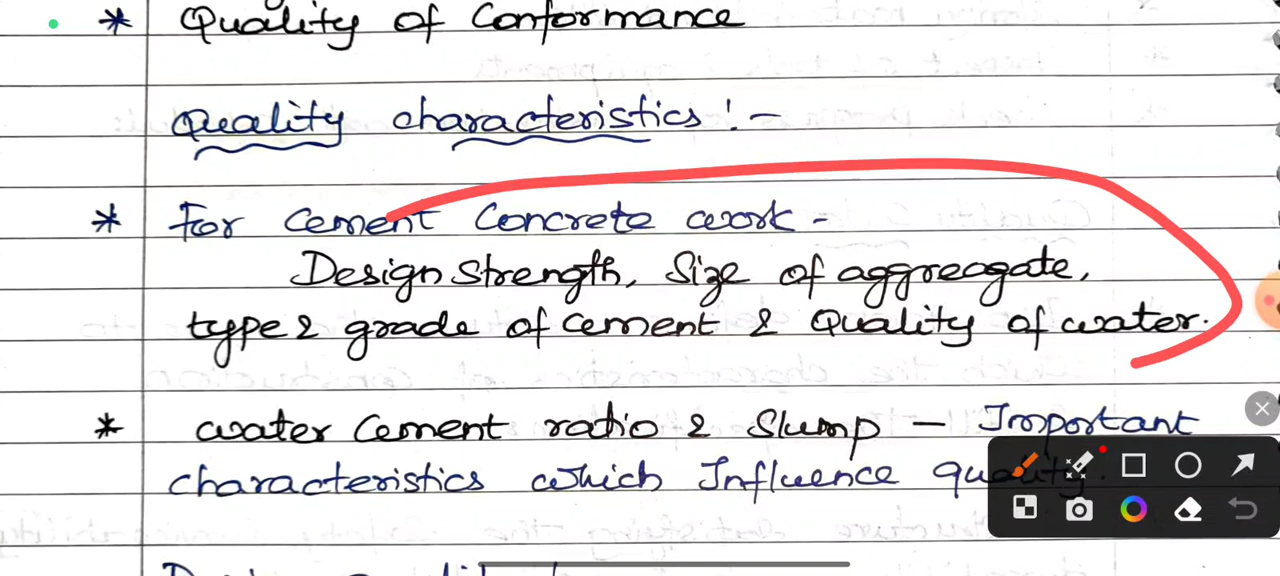 * Quality of Conformance
Quality characteristics :-
* For Cement Concrete work -
Design Strength, Size of aggreagate,
type & grade of Cement & Quality of water.
* water Cement ratio & Slump - Important
characteristics which Influence quality.